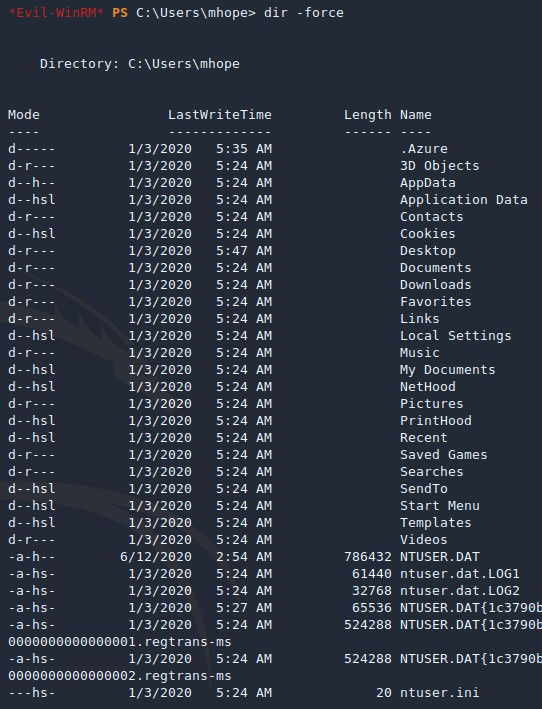 *Evil-WinRM* PS C:\Users\mhope> dir -force
Directory: C:\Users\mhope
Mode                LastWriteTime         Length Name
----                -------------         ------ ----
d-----         1/3/2020   5:35 AM                .Azure
d-r---         1/3/2020   5:24 AM                3D Objects
d--h--         1/3/2020   5:24 AM                AppData
d--hsl         1/3/2020   5:24 AM                Application Data
d-r---         1/3/2020   5:24 AM                Contacts
d--hsl         1/3/2020   5:24 AM                Cookies
d-r---         1/3/2020   5:47 AM                Desktop
d-r---         1/3/2020   5:24 AM                Documents
d-r---         1/3/2020   5:24 AM                Downloads
d-r---         1/3/2020   5:24 AM                Favorites
d-r---         1/3/2020   5:24 AM                Links
d--hsl         1/3/2020   5:24 AM                Local Settings
d-r---         1/3/2020   5:24 AM                Music
d--hsl         1/3/2020   5:24 AM                My Documents
d--hsl         1/3/2020   5:24 AM                NetHood
d-r---         1/3/2020   5:24 AM                Pictures
d--hsl         1/3/2020   5:24 AM                PrintHood
d--hsl         1/3/2020   5:24 AM                Recent
d-r---         1/3/2020   5:24 AM                Saved Games
d-r---         1/3/2020   5:24 AM                Searches
d--hsl         1/3/2020   5:24 AM                SendTo
d--hsl         1/3/2020   5:24 AM                Start Menu
d--hsl         1/3/2020   5:24 AM                Templates
d-r---         1/3/2020   5:24 AM                Videos
-a-h--        6/12/2020   2:54 AM         786432 NTUSER.DAT
-a-hs-         1/3/2020   5:24 AM          61440 ntuser.dat.LOG1
-a-hs-         1/3/2020   5:24 AM          32768 ntuser.dat.LOG2
-a-hs-         1/3/2020   5:27 AM          65536 NTUSER.DAT{1c3790b
-a-hs-         1/3/2020   5:24 AM         524288 NTUSER.DAT{1c3790b
0000000000000001.regtrans-ms
-a-hs-         1/3/2020   5:24 AM         524288 NTUSER.DAT{1c3790b
0000000000000002.regtrans-ms
---hs-         1/3/2020   5:24 AM             20 ntuser.ini